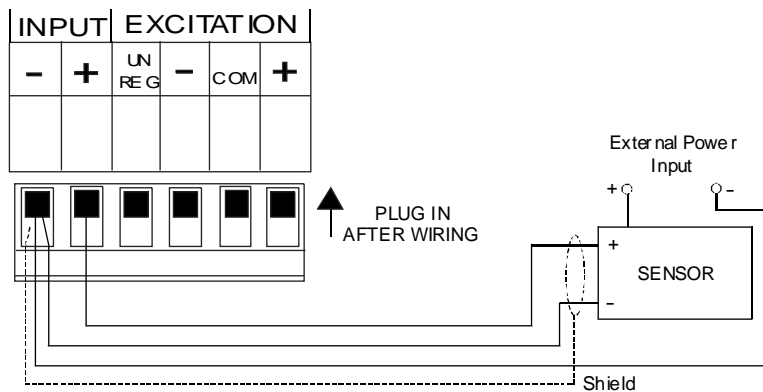 INPUT EXCITATION
- + UN REG - COM +
External Power
Input
+ -
PLUG IN
AFTER WIRING
+
SENSOR
-
Shield